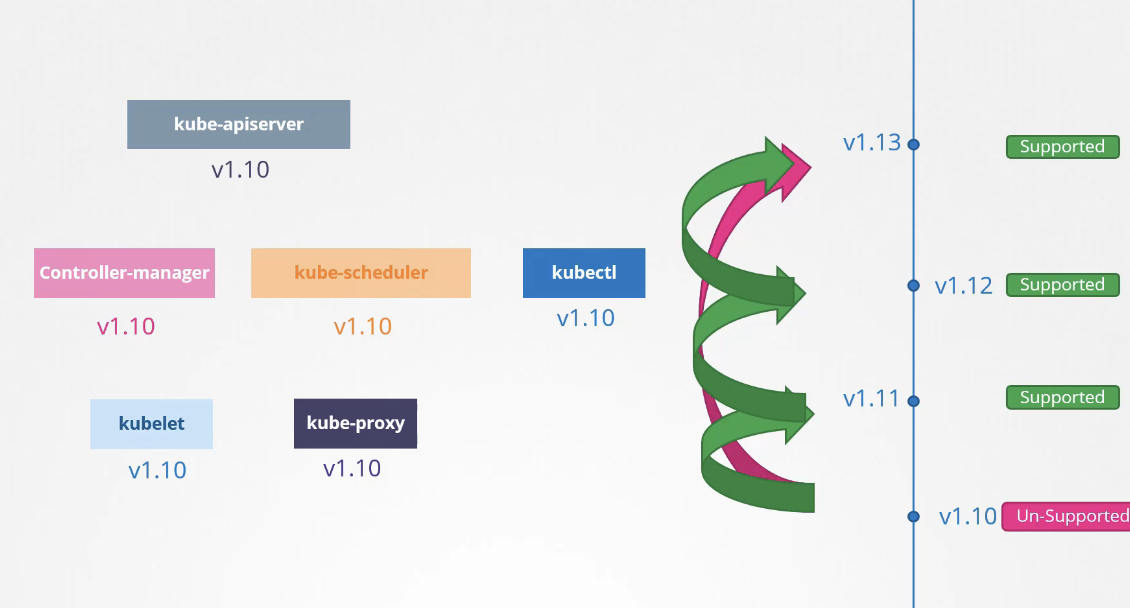 kube-apiserver
v1.10
Controller-manager
kube-scheduler
kubectl
v1.10
v1.10
v1.10
kubelet
kube-proxy
v1.10
v1.10
v1.13
Supported
v1.12
Supported
v1.11
Supported
v1.10
Un-Supported